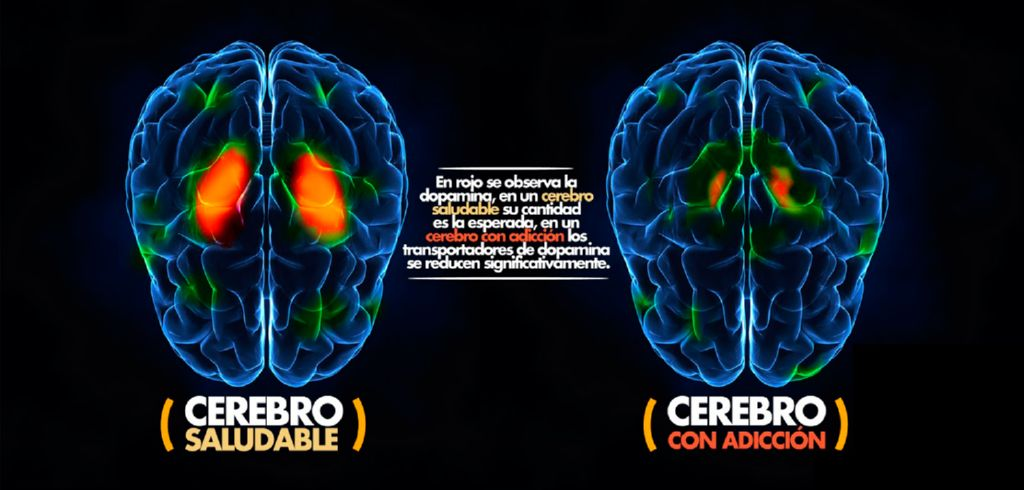 En rojo se observa la
dopamina, en un cerebro
saludable su cantidad
es la esperada, en un
cerebro con adicción los
transportadores de dopamina
se reducen significativamente.
CEREBRO
SALUDABLE
CEREBRO
CON ADICCIÓN